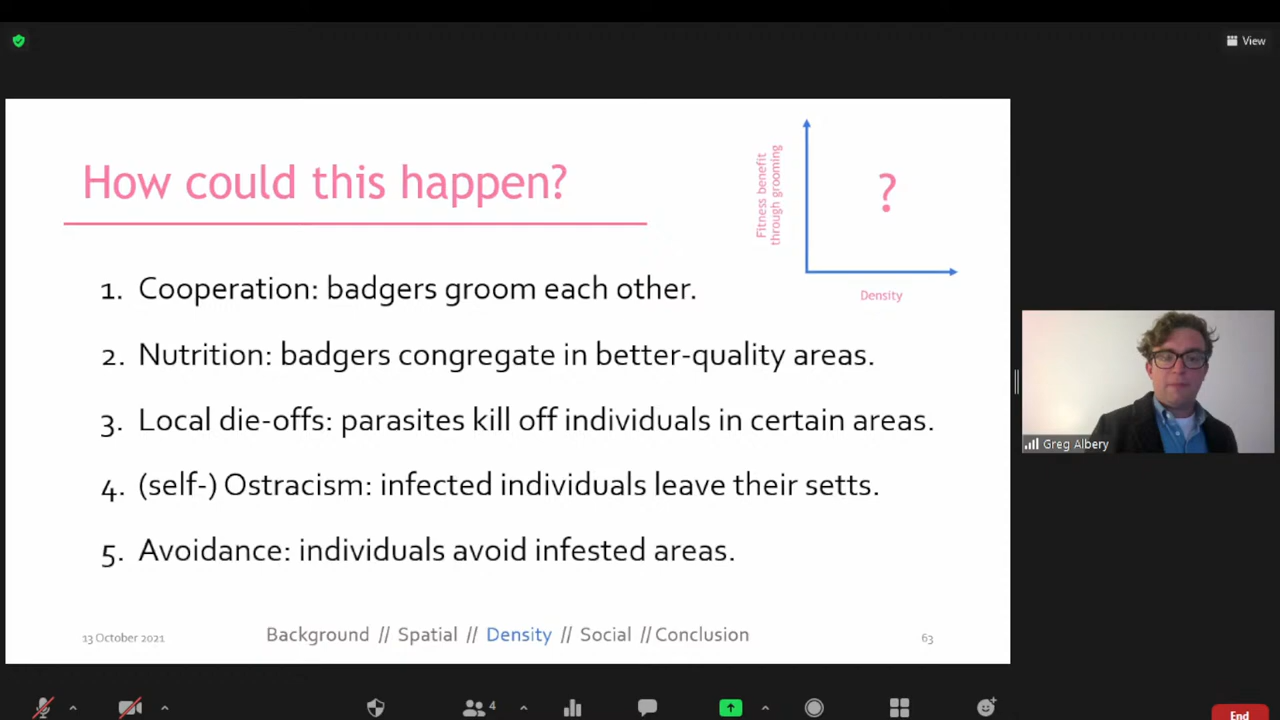 View
How could this happen?
Fitness benefit
through grooming
?
Density
1. Cooperation: badgers groom each other.
2. Nutrition: badgers congregate in better-quality areas.
3. Local die-offs: parasites kill off individuals in certain areas.
4. (self-) Ostracism: infected individuals leave their setts.
5. Avoidance: individuals avoid infested areas.
Greg Albery
13 October 2021
Background // Spatial // Density // Social // Conclusion
63
4
End